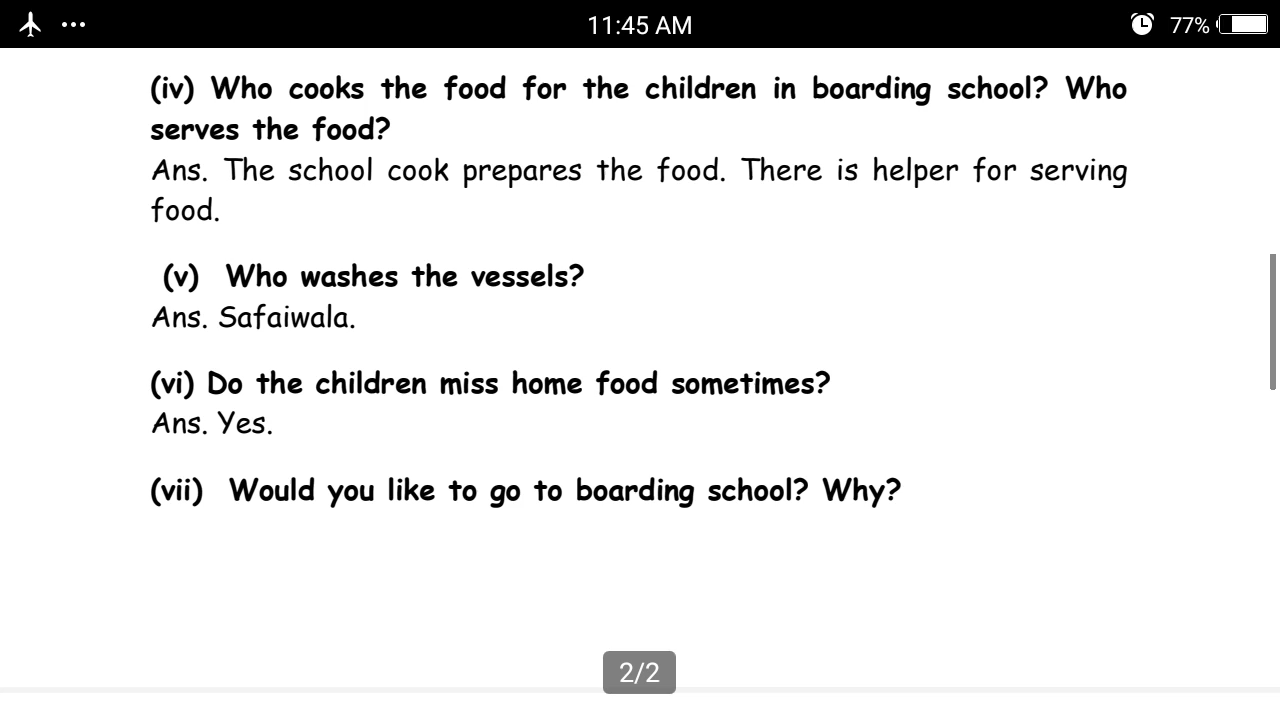 11:45 AM
77%
(iv) Who cooks the food for the children in boarding school? Who
serves the food?
Ans. The school cook prepares the food. There is helper for serving
food.
(v) Who washes the vessels?
Ans. Safaiwala.
(vi) Do the children miss home food sometimes?
Ans. Yes.
(vii) Would you like to go to boarding school? Why?
2/2